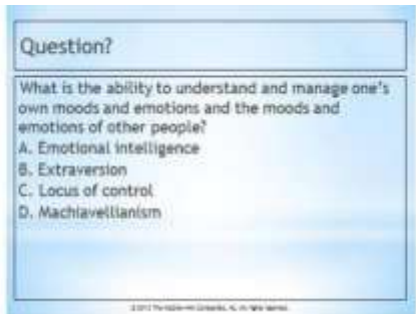 Question?
What is the ability to understand and manage one's
own moods and emotions and the moods and
emotions of other people?
A. Emotional intelligence
B. Extraversion
C. Locus of control
D. Machiavellianism